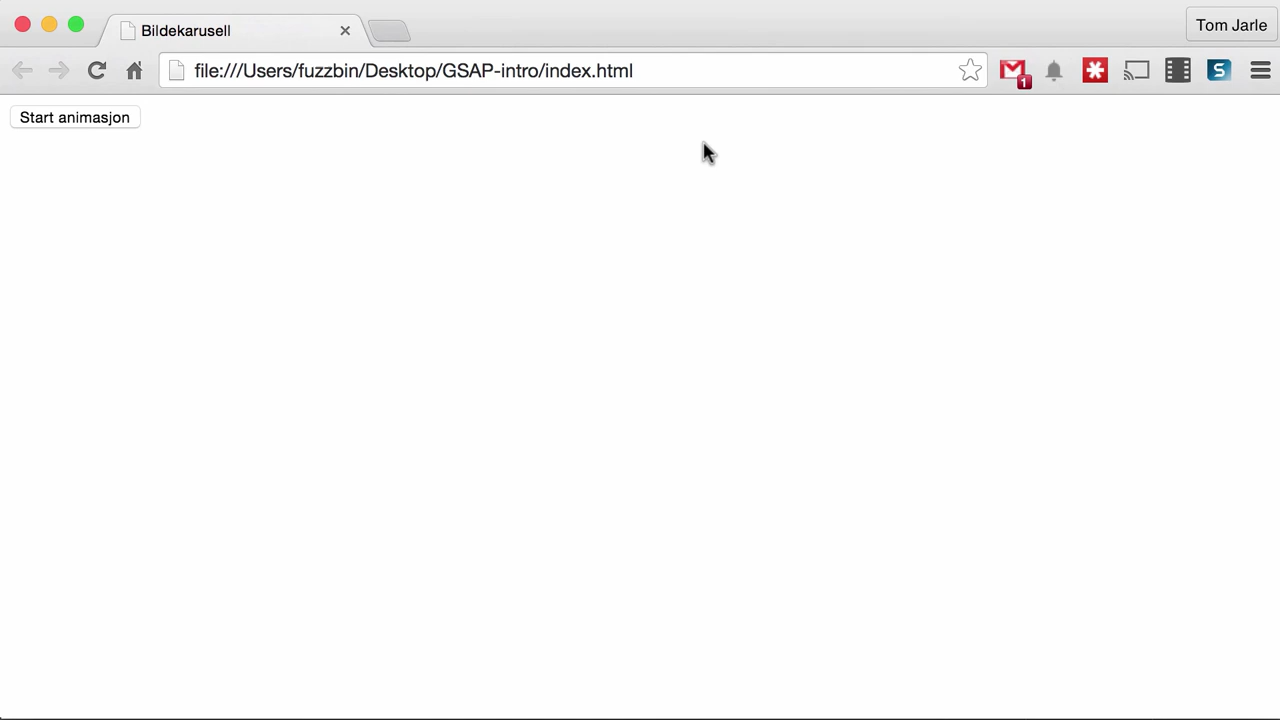 Bildekarusell
Tom Jarle
file:///Users/fuzzbin/Desktop/GSAP-intro/index.html
1
S
Start animasjon